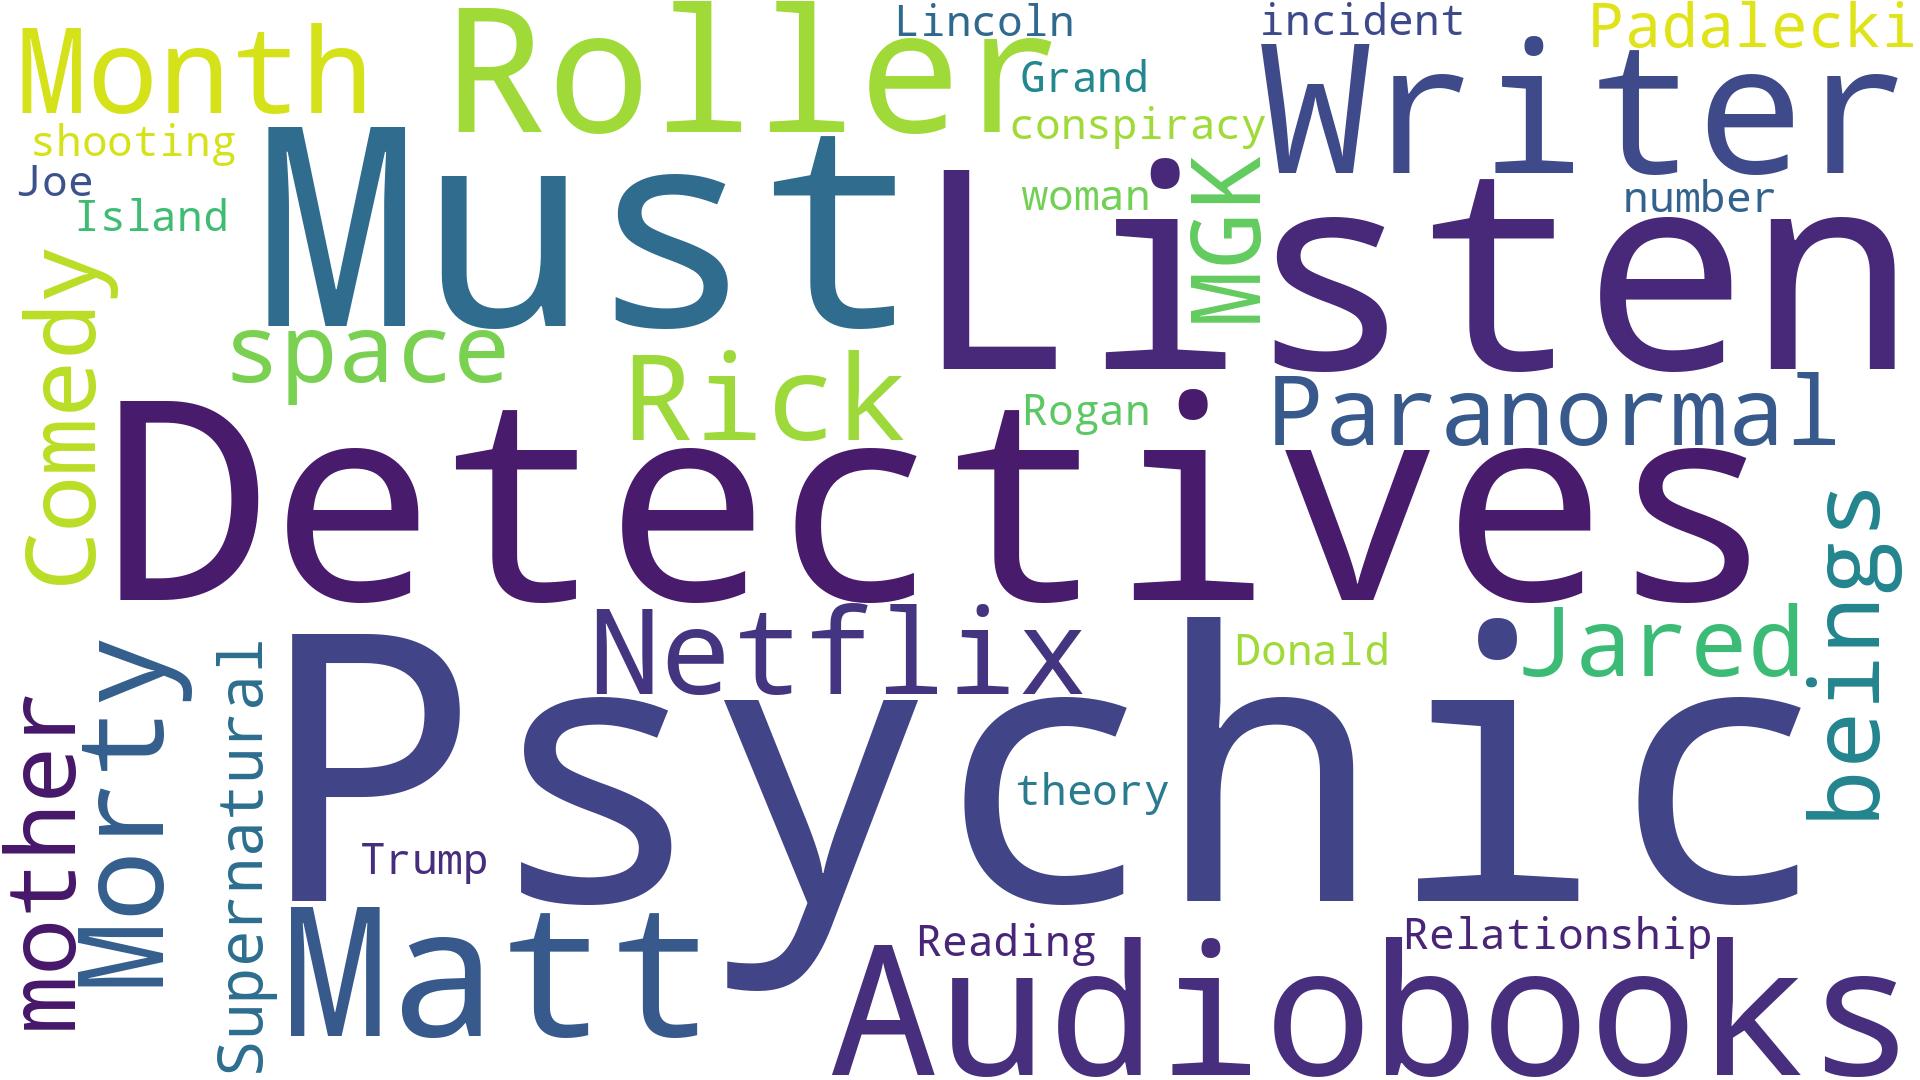 Lincoln
incident
Padalecki
Month
Roller
Writer
Grand
conspiracy
shooting
Must
Listen
MGK
woman
number
Joe
Island
Comedy
space
Rick
Rogan
Paranormal
Detectives
beings
Netflix
Donald
Jared
mother
Morty
Supernatural
Psychic
theory
Trump
Matt
Reading
Relationship
Audiobooks